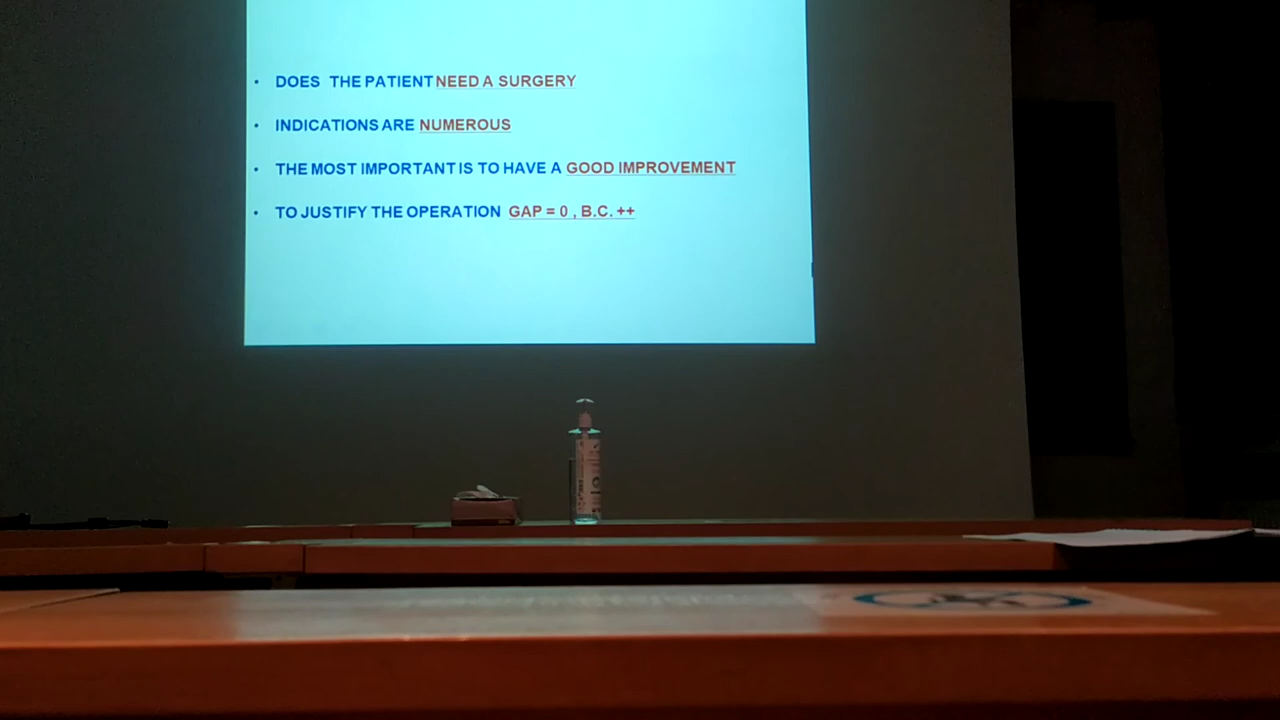 • DOES THE PATIENT NEED A SURGERY
• INDICATIONS ARE NUMEROUS
• THE MOST IMPORTANT IS TO HAVE A GOOD IMPROVEMENT
• TO JUSTIFY THE OPERATION GAP = 0 , B.C. ++